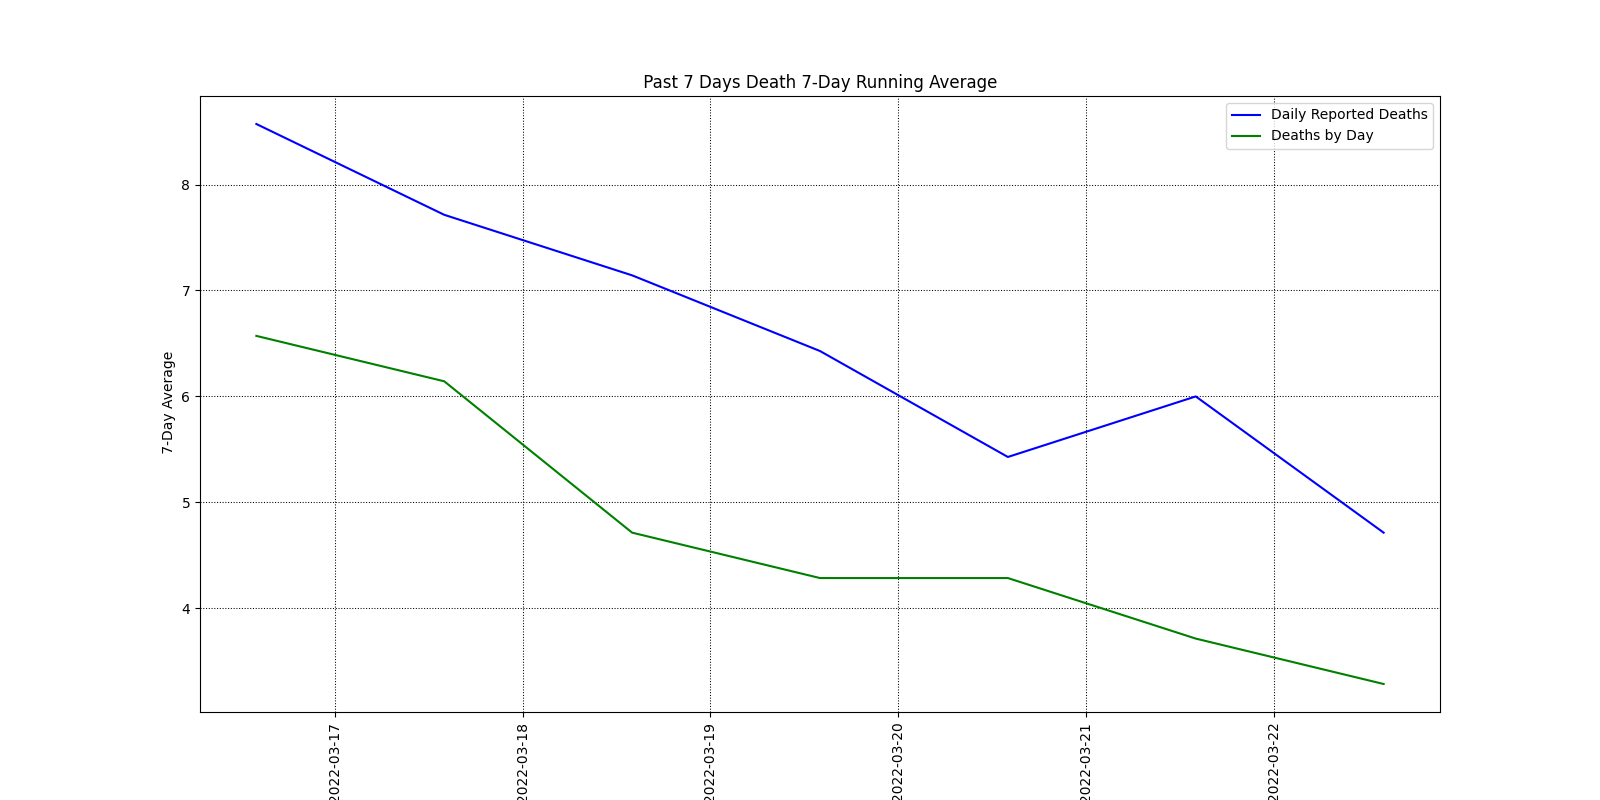 Past 7 Days Death 7-Day Running Average
Daily Reported Deaths
Deaths by Day
7-Day Average
8
7
6
5
4
2022-03-17
2022-03-18
2022-03-19
2022-03-20
2022-03-21
2022-03-22